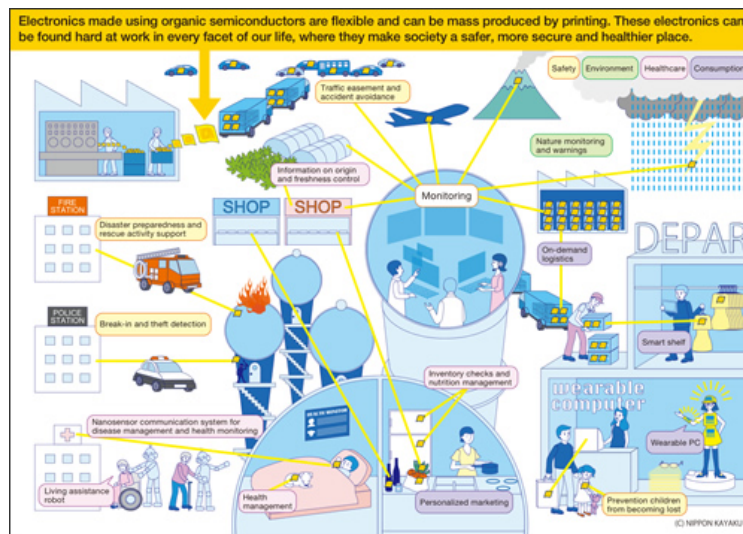 Electronics made using organic semiconductors are flexible and can be mass produced by printing. These electronics can
be found hard at work in every facet of our life, where they make society a safer, more secure and healthier place.
Safety
Environment
Healthcare
Consumption
Traffic easement and
accident avoidance
Nature monitoring
and warnings
Information on origin
and freshness control
Monitoring
FIRE
STATION
SHOP
SHOP
Disaster preparedness and
rescue activity support
On-demand
logistics
DEPAR
POLICE
STATION
Break-in and theft detection
Smart shelf
Inventory checks and
nutrition management
wearable
computer
Nanosensor communication system for
disease management and health monitoring
HEALTH MONITOR
Wearable PC
Living assistance
robot
Health
management
Personalized marketing
Prevention children
from becoming lost
(C) NIPPON KAYAKU